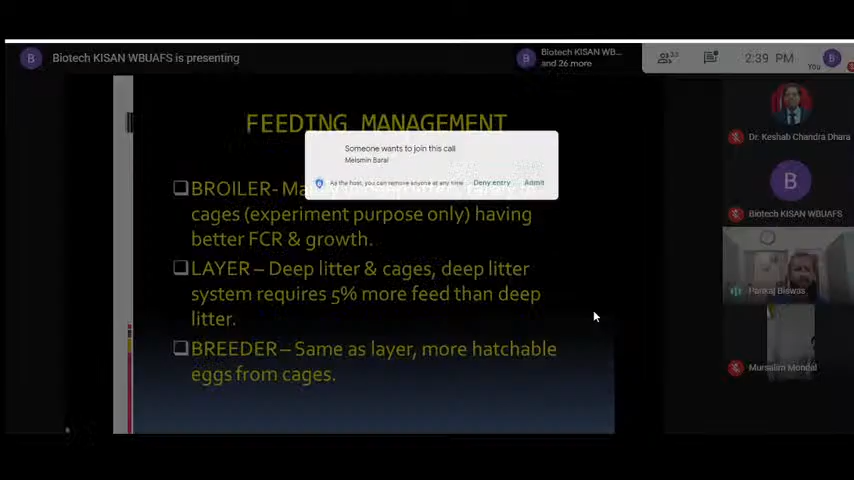 Biotech KISAN WBUAFS is presenting
Biotech KISAN WB...
and 26 more
2:39 PM
You
B
FEEDING MANAGEMENT
Someone wants to join this call
Meismin Baral
As the host, you can remove anyone at any time
Deny entry
Admit
BROILER-
cages (experiment purpose only) having
better FCR & growth.
LAYER – Deep litter & cages, deep litter
system requires 5% more feed than deep
litter.
BREEDER – Same as layer, more hatchable
eggs from cages.
Dr. Keshab Chandra Dhara
B
Biotech KISAN WBUAFS
Pankaj Biswas
Mursalim Mondal